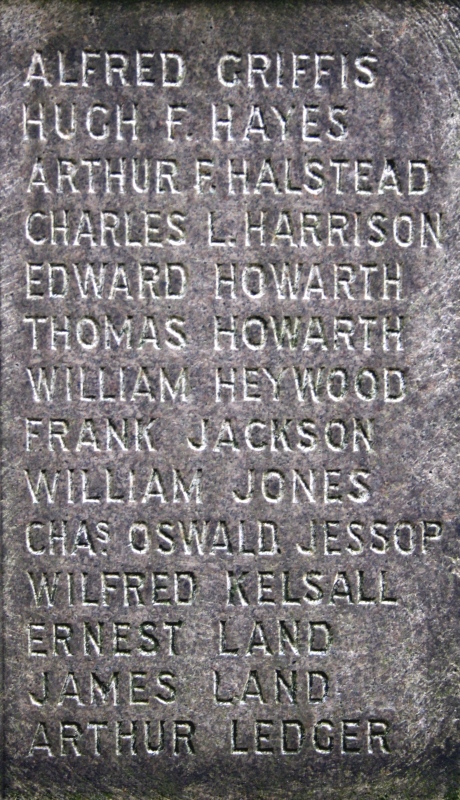 ALFRED GRIFFIS
HUGH F. HAYES
ARTHUR F. HALSTEAD
CHARLES L. HARRISON
EDWARD HOWARTH
THOMAS HOWARTH
WILLIAM HEYWOOD
FRANK JACKSON
WILLIAM JONES
CHAS. OSWALD. JESSOP
WILFRED KELSALL
ERNEST LAND
JAMES LAND
ARTHUR LEDGER